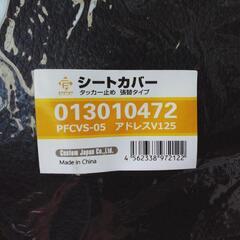 シートカバー
タッカー止め 張替タイプ
013010472
PFCVS-05 アドレスV125
Custom Japan Co.,Ltd.
Made in China
4 562338 972122